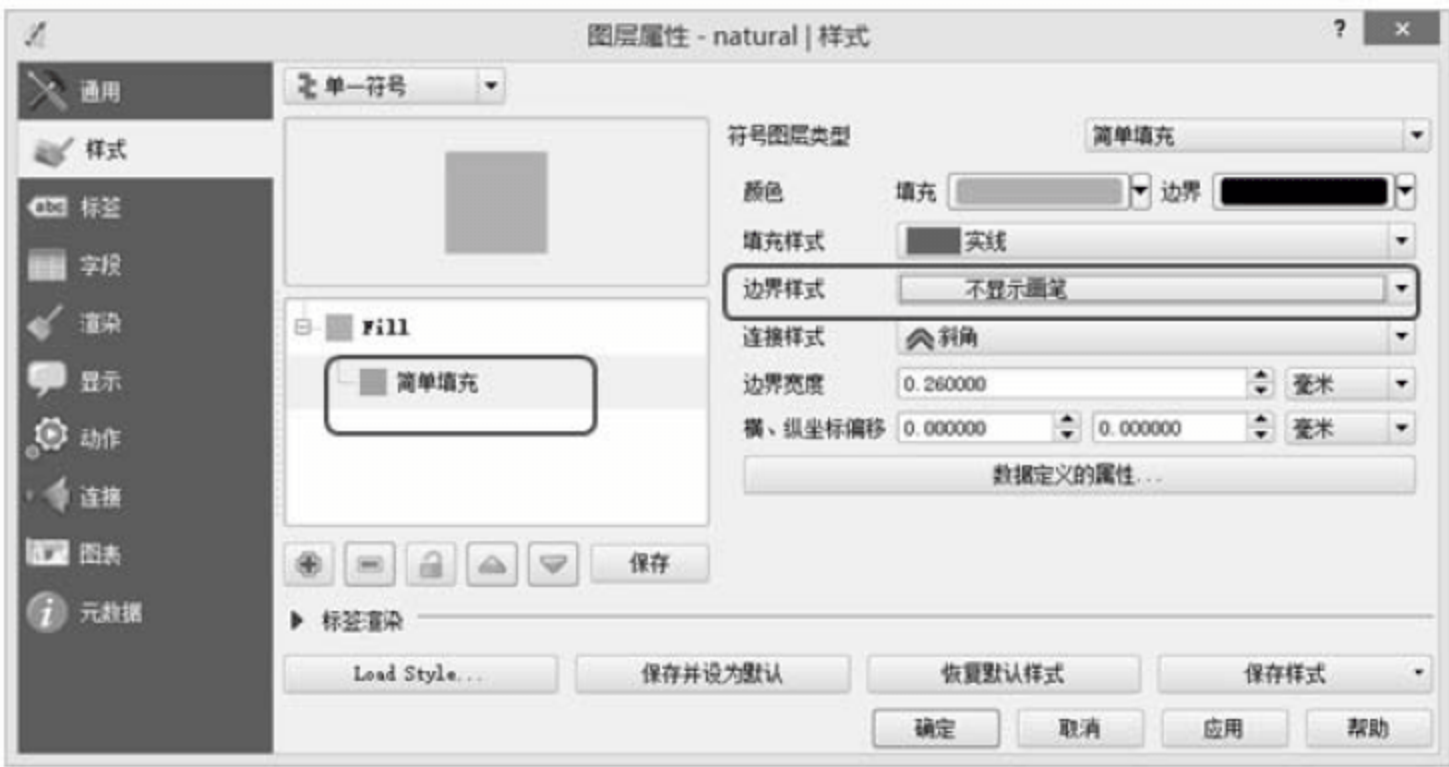 图层属性 - natural | 样式
?
×
通用
样式
abc 标签
字段
渲染
显示
动作
连接
图表
i 元数据
单一符号
Fill
简单填充
保存
符号图层类型 简单填充
颜色 填充 边界
填充样式 实线
边界样式 不显示画笔
连接样式 斜角
边界宽度 0.260000 毫米
横、纵坐标偏移 0.000000 0.000000 毫米
数据定义的属性...
标签渲染
Load Style... 保存并设为默认 恢复默认样式 保存样式
确定 取消 应用 帮助